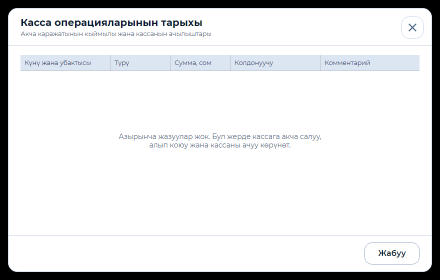 Касса операцияларынын тарыхы
Акча каражатынын кыймылы жана кассанын ачылыштары
Күнү жана убактысы Түрү Сумма, сом Колдонуучу Комментарий
Азырынча жазуулар жок. Бул жерде кассага акча салуу,
алып коюу жана кассаны ачуу көрүнөт.
Жабуу